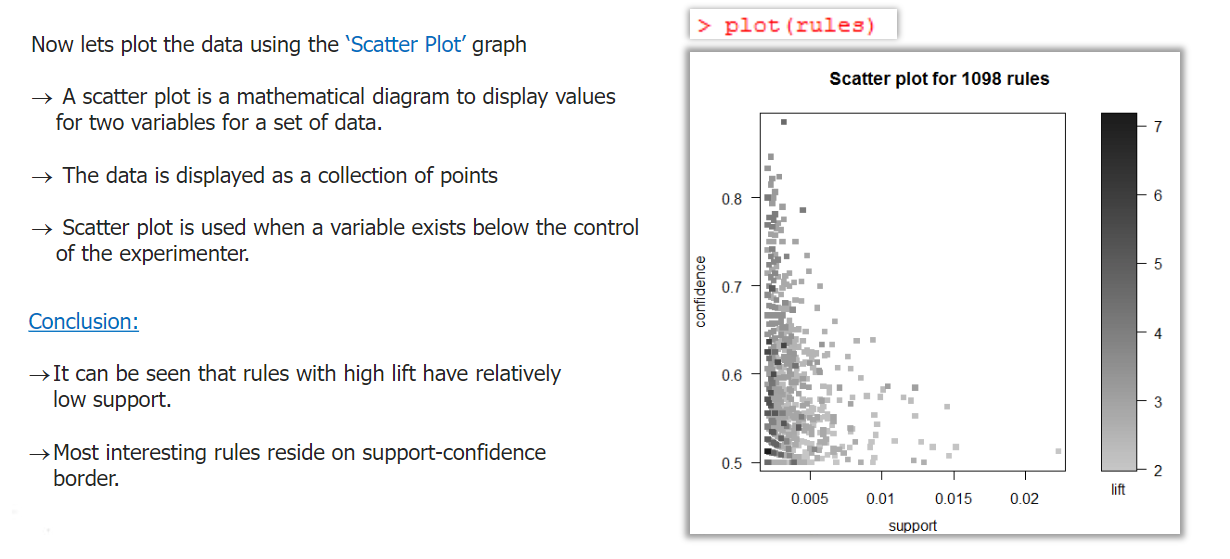 Now lets plot the data using the ‘Scatter Plot’ graph
→ A scatter plot is a mathematical diagram to display values
for two variables for a set of data.
→ The data is displayed as a collection of points
→ Scatter plot is used when a variable exists below the control
of the experimenter.
Conclusion:
→It can be seen that rules with high lift have relatively
low support.
→Most interesting rules reside on support-confidence
border.
> plot(rules)
Scatter plot for 1098 rules
confidence
0.8
0.7
0.6
0.5
0.005 0.01 0.015 0.02
support
7
6
5
4
3
2
lift